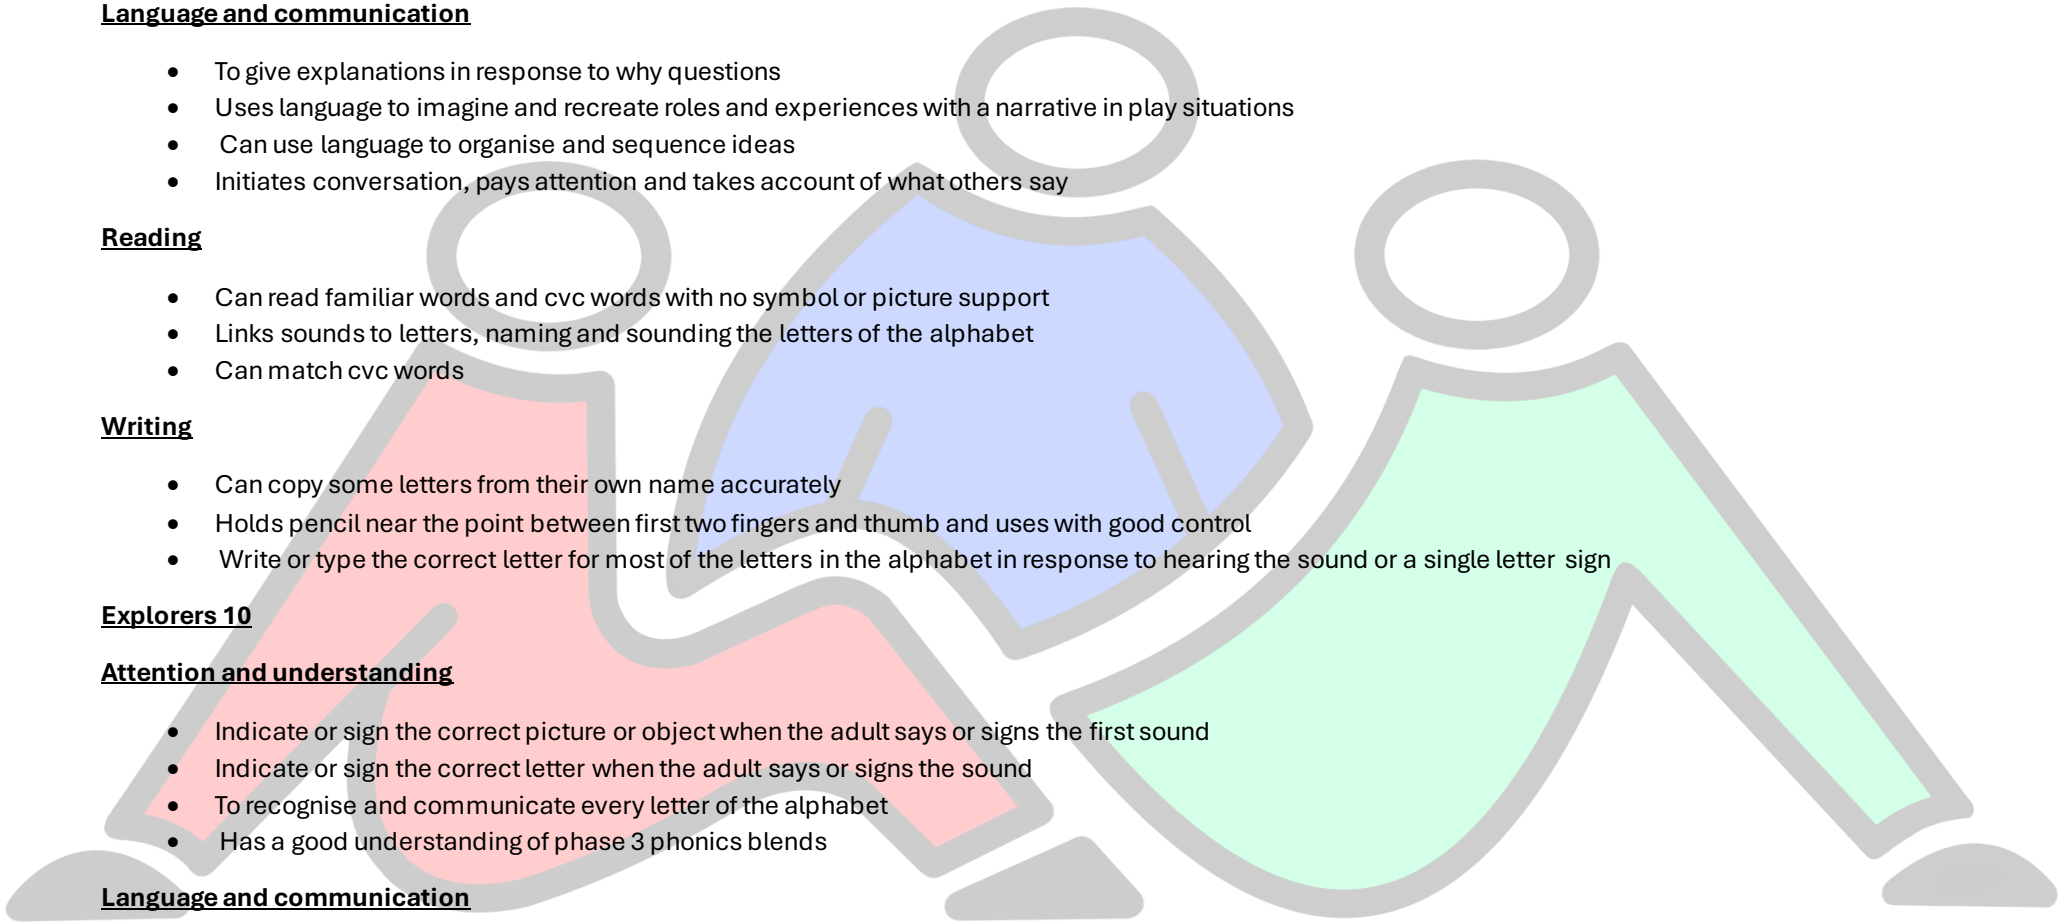 Language and communication
• To give explanations in response to why questions
• Uses language to imagine and recreate roles and experiences with a narrative in play situations
• Can use language to organise and sequence ideas
• Initiates conversation, pays attention and takes account of what others say
Reading
• Can read familiar words and cvc words with no symbol or picture support
• Links sounds to letters, naming and sounding the letters of the alphabet
• Can match cvc words
Writing
• Can copy some letters from their own name accurately
• Holds pencil near the point between first two fingers and thumb and uses with good control
• Write or type the correct letter for most of the letters in the alphabet in response to hearing the sound or a single letter sign
Explorers 10
Attention and understanding
• Indicate or sign the correct picture or object when the adult says or signs the first sound
• Indicate or sign the correct letter when the adult says or signs the sound
• To recognise and communicate every letter of the alphabet
• Has a good understanding of phase 3 phonics blends
Language and communication